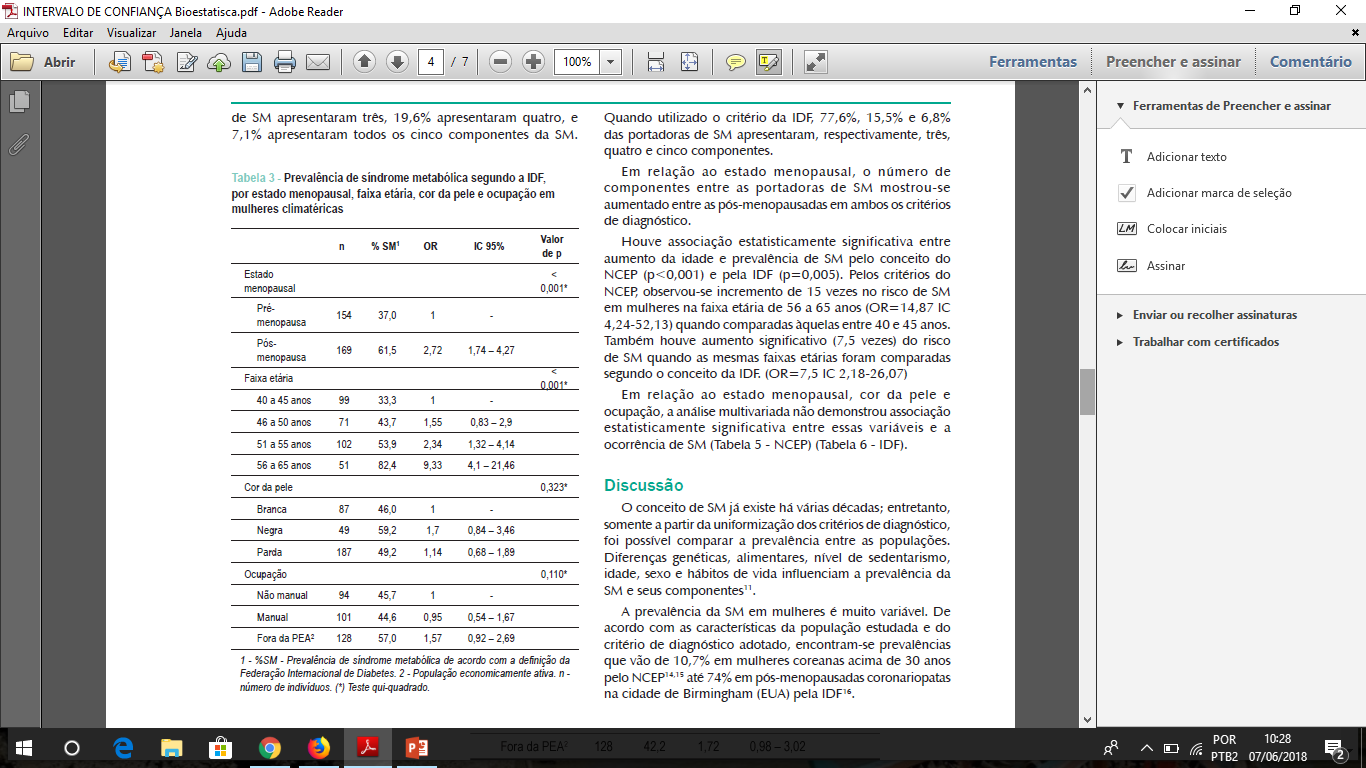 INTERVALO DE CONFIANÇA Bioestatisca.pdf - Adobe Reader
Arquivo Editar Visualizar Janela Ajuda
Abrir 4 / 7 100% Ferramentas Preencher e assinar Comentário
de SM apresentaram três, 19,6% apresentaram quatro, e
7,1% apresentaram todos os cinco componentes da SM.
Tabela 3 - Prevalência de síndrome metabólica segundo a IDF,
por estado menopausal, faixa etária, cor da pele e ocupação em
mulheres climatéricas
n % SM¹ OR IC 95% Valor
de p
Estado
menopausal <
0,001*
Pré-
menopausa 154 37,0 1 -
Pós-
menopausa 169 61,5 2,72 1,74 – 4,27
Faixa etária <
0,001*
40 a 45 anos 99 33,3 1 -
46 a 50 anos 71 43,7 1,55 0,83 – 2,9
51 a 55 anos 102 53,9 2,34 1,32 – 4,14
56 a 65 anos 51 82,4 9,33 4,1 – 21,46
Cor da pele 0,323*
Branca 87 46,0 1 -
Negra 49 59,2 1,7 0,84 – 3,46
Parda 187 49,2 1,14 0,68 – 1,89
Ocupação 0,110*
Não manual 94 45,7 1 -
Manual 101 44,6 0,95 0,54 – 1,67
Fora da PEA² 128 57,0 1,57 0,92 – 2,69
1 - %SM - Prevalência de síndrome metabólica de acordo com a definição da
Federação Internacional de Diabetes. 2 - População economicamente ativa. n -
número de indivíduos. (*) Teste qui-quadrado.
Quando utilizado o critério da IDF, 77,6%, 15,5% e 6,8%
das portadoras de SM apresentaram, respectivamente, três,
quatro e cinco componentes.
Em relação ao estado menopausal, o número de
componentes entre as portadoras de SM mostrou-se
aumentado entre as pós-menopausadas em ambos os critérios
de diagnóstico.
Houve associação estatisticamente significativa entre
aumento da idade e prevalência de SM pelo conceito do
NCEP (p<0,001) e pela IDF (p=0,005). Pelos critérios do
NCEP, observou-se incremento de 15 vezes no risco de SM
em mulheres na faixa etária de 56 a 65 anos (OR=14,87 IC
4,24-52,13) quando comparadas àquelas entre 40 e 45 anos.
Também houve aumento significativo (7,5 vezes) do risco
de SM quando as mesmas faixas etárias foram comparadas
segundo o conceito da IDF. (OR=7,5 IC 2,18-26,07)
Em relação ao estado menopausal, cor da pele e
ocupação, a análise multivariada não demonstrou associação
estatisticamente significativa entre essas variáveis e a
ocorrência de SM (Tabela 5 - NCEP) (Tabela 6 - IDF).
Discussão
O conceito de SM já existe há várias décadas; entretanto,
somente a partir da uniformização dos critérios de diagnóstico,
foi possível comparar a prevalência entre as populações.
Diferenças genéticas, alimentares, nível de sedentarismo,
idade, sexo e hábitos de vida influenciam a prevalência da
SM e seus componentes¹¹.
A prevalência da SM em mulheres é muito variável. De
acordo com as características da população estudada e do
critério de diagnóstico adotado, encontram-se prevalências
que vão de 10,7% em mulheres coreanas acima de 30 anos
pelo NCEP¹⁴,¹⁵ até 74% em pós-menopausadas coronariopatas
na cidade de Birmingham (EUA) pela IDF¹⁶.
Ferramentas de Preencher e assinar
T Adicionar texto
Adicionar marca de seleção
LM Colocar iniciais
Assinar
Enviar ou recolher assinaturas
Trabalhar com certificados
Fora da PEA² 128 42,2 1,72 0,98 – 3,02
POR
PTB2
10:28
07/06/2018
2